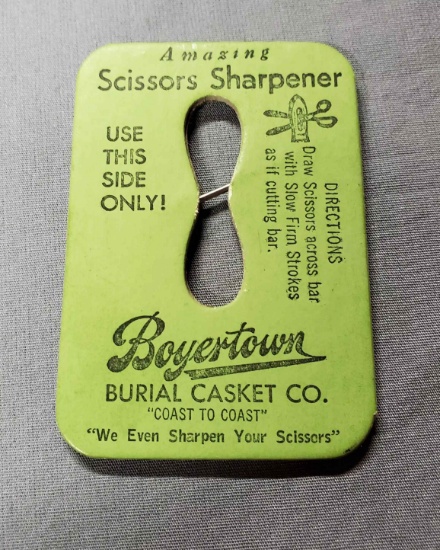 Amazing
Scissors Sharpener
USE
THIS
SIDE
ONLY!
DIRECTIONS
Draw Scissors across bar
with Slow Firm Strokes
as if cutting bar.
Boyertown
BURIAL CASKET CO.
"COAST TO COAST"
"We Even Sharpen Your Scissors"